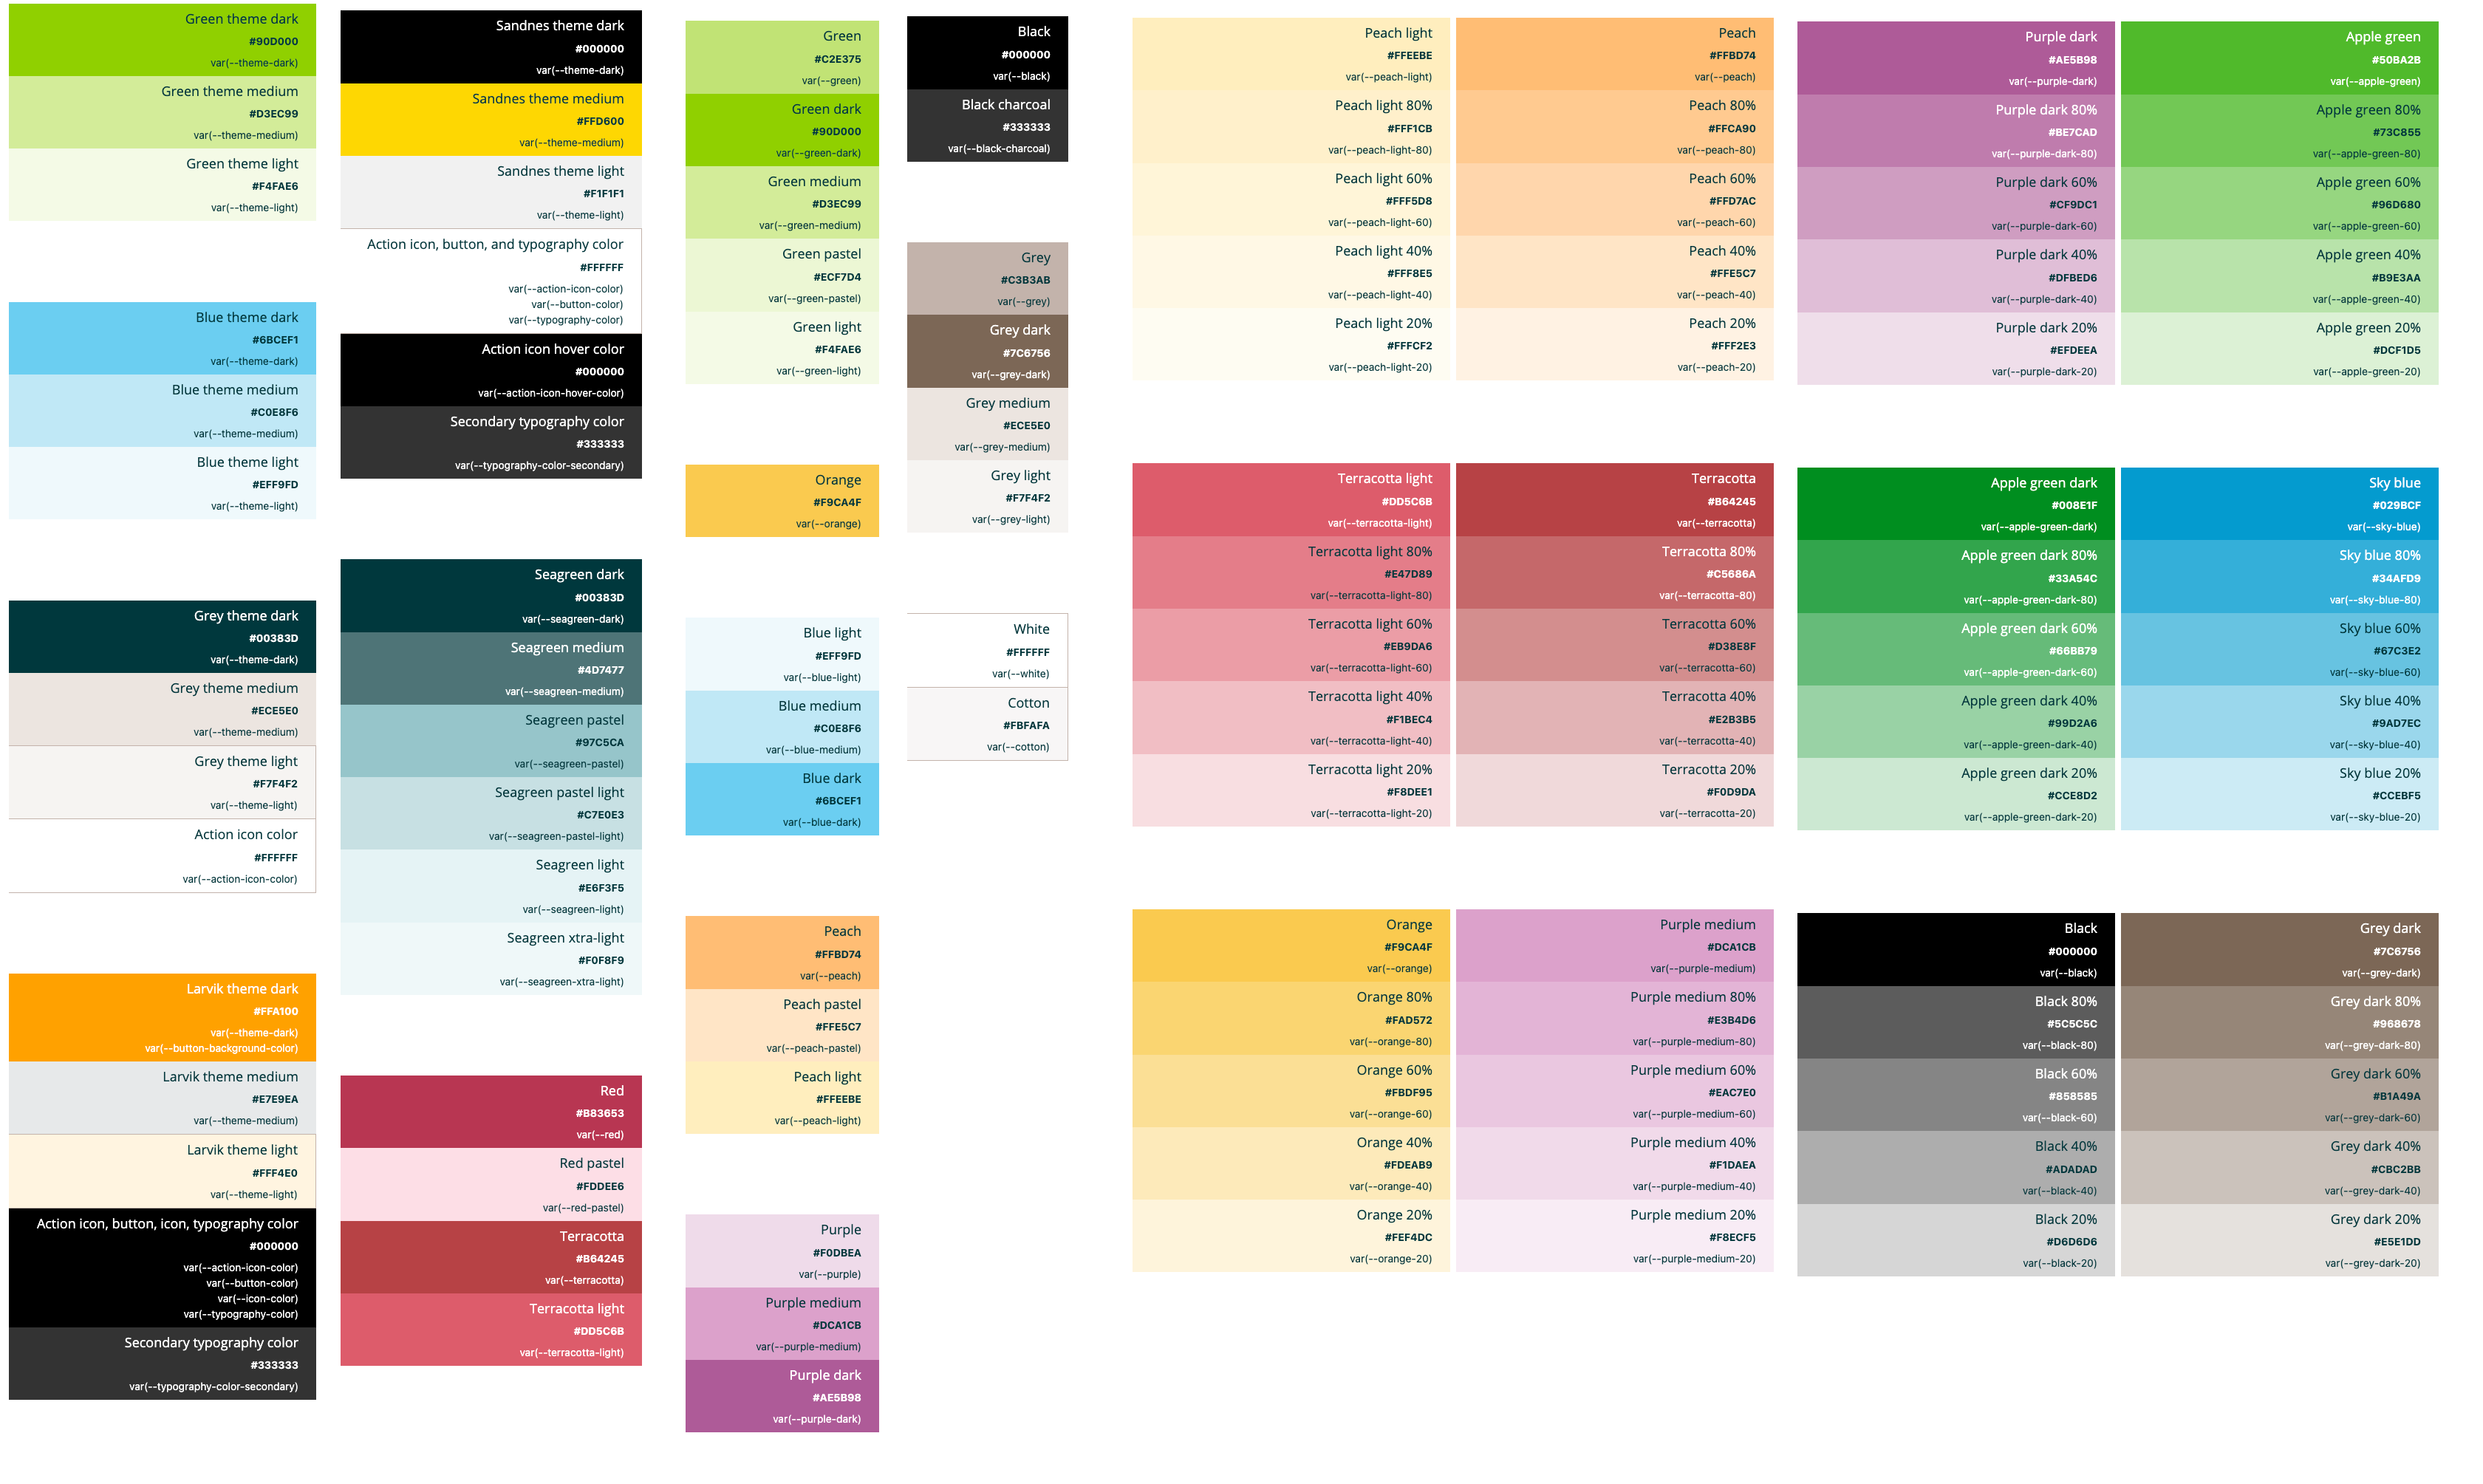 Green theme dark
#90D000
var(--theme-dark)
Green theme medium
#D3EC99
var(--theme-medium)
Green theme light
#F4FAE6
var(--theme-light)
Blue theme dark
#6BCEF1
var(--theme-dark)
Blue theme medium
#C0E8F6
var(--theme-medium)
Blue theme light
#EFF9FD
var(--theme-light)
Grey theme dark
#00383D
var(--theme-dark)
Grey theme medium
#ECE5E0
var(--theme-medium)
Grey theme light
#F7F4F2
var(--theme-light)
Action icon color
#FFFFFF
var(--action-icon-color)
Larvik theme dark
#FFA100
var(--theme-dark)
var(--button-background-color)
Larvik theme medium
#E7E9EA
var(--theme-medium)
Larvik theme light
#FFF4E0
var(--theme-light)
Action icon, button, icon, typography color
#000000
var(--action-icon-color)
var(--button-color)
var(--icon-color)
var(--typography-color)
Secondary typography color
#333333
var(--typography-color-secondary)
Sandnes theme dark
#000000
var(--theme-dark)
Sandnes theme medium
#FFD600
var(--theme-medium)
Sandnes theme light
#F1F1F1
var(--theme-light)
Action icon, button, and typography color
#FFFFFF
var(--action-icon-color)
var(--button-color)
var(--typography-color)
Action icon hover color
#000000
var(--action-icon-hover-color)
Secondary typography color
#333333
var(--typography-color-secondary)
Seagreen dark
#00383D
var(--seagreen-dark)
Seagreen medium
#4D7477
var(--seagreen-medium)
Seagreen pastel
#97C5CA
var(--seagreen-pastel)
Seagreen pastel light
#C7E0E3
var(--seagreen-pastel-light)
Seagreen light
#E6F3F5
var(--seagreen-light)
Seagreen xtra-light
#F0F8F9
var(--seagreen-xtra-light)
Red
#B83653
var(--red)
Red pastel
#FDDEE6
var(--red-pastel)
Terracotta
#B64245
var(--terracotta)
Terracotta light
#DD5C6B
var(--terracotta-light)
Green
#C2E375
var(--green)
Green dark
#90D000
var(--green-dark)
Green medium
#D3EC99
var(--green-medium)
Green pastel
#ECF7D4
var(--green-pastel)
Green light
#F4FAE6
var(--green-light)
Orange
#F9CA4F
var(--orange)
Blue light
#EFF9FD
var(--blue-light)
Blue medium
#C0E8F6
var(--blue-medium)
Blue dark
#6BCEF1
var(--blue-dark)
Peach
#FFBD74
var(--peach)
Peach pastel
#FFE5C7
var(--peach-pastel)
Peach light
#FFEEBE
var(--peach-light)
Purple
#F0DBEA
var(--purple)
Purple medium
#DCA1CB
var(--purple-medium)
Purple dark
#AE5B98
var(--purple-dark)
Black
#000000
var(--black)
Black charcoal
#333333
var(--black-charcoal)
Grey
#C3B3AB
var(--grey)
Grey dark
#7C6756
var(--grey-dark)
Grey medium
#ECE5E0
var(--grey-medium)
Grey light
#F7F4F2
var(--grey-light)
White
#FFFFFF
var(--white)
Cotton
#FBFAFA
var(--cotton)
Peach light
#FFEEBE
var(--peach-light)
Peach light 80%
#FFF1CB
var(--peach-light-80)
Peach light 60%
#FFF5D8
var(--peach-light-60)
Peach light 40%
#FFF8E5
var(--peach-light-40)
Peach light 20%
#FFFCF2
var(--peach-light-20)
Peach
#FFBD74
var(--peach)
Peach 80%
#FFCA90
var(--peach-80)
Peach 60%
#FFD7AC
var(--peach-60)
Peach 40%
#FFE5C7
var(--peach-40)
Peach 20%
#FFF2E3
var(--peach-20)
Purple dark
#AE5B98
var(--purple-dark)
Purple dark 80%
#BE7CAD
var(--purple-dark-80)
Purple dark 60%
#CF9DC1
var(--purple-dark-60)
Purple dark 40%
#DFBED6
var(--purple-dark-40)
Purple dark 20%
#EFDEEA
var(--purple-dark-20)
Apple green
#50BA2B
var(--apple-green)
Apple green 80%
#73C855
var(--apple-green-80)
Apple green 60%
#96D680
var(--apple-green-60)
Apple green 40%
#B9E3AA
var(--apple-green-40)
Apple green 20%
#DCF1D5
var(--apple-green-20)
Terracotta light
#DD5C6B
var(--terracotta-light)
Terracotta light 80%
#E47D89
var(--terracotta-light-80)
Terracotta light 60%
#EB9DA6
var(--terracotta-light-60)
Terracotta light 40%
#F1BEC4
var(--terracotta-light-40)
Terracotta light 20%
#F8DEE1
var(--terracotta-light-20)
Terracotta
#B64245
var(--terracotta)
Terracotta 80%
#C5686A
var(--terracotta-80)
Terracotta 60%
#D38E8F
var(--terracotta-60)
Terracotta 40%
#E2B3B5
var(--terracotta-40)
Terracotta 20%
#F0D9DA
var(--terracotta-20)
Apple green dark
#008E1F
var(--apple-green-dark)
Apple green dark 80%
#33A54C
var(--apple-green-dark-80)
Apple green dark 60%
#66BB79
var(--apple-green-dark-60)
Apple green dark 40%
#99D2A6
var(--apple-green-dark-40)
Apple green dark 20%
#CCE8D2
var(--apple-green-dark-20)
Sky blue
#029BCF
var(--sky-blue)
Sky blue 80%
#34AFD9
var(--sky-blue-80)
Sky blue 60%
#67C3E2
var(--sky-blue-60)
Sky blue 40%
#9AD7EC
var(--sky-blue-40)
Sky blue 20%
#CCEBF5
var(--sky-blue-20)
Orange
#F9CA4F
var(--orange)
Orange 80%
#FAD572
var(--orange-80)
Orange 60%
#FBDF95
var(--orange-60)
Orange 40%
#FDEAB9
var(--orange-40)
Orange 20%
#FEF4DC
var(--orange-20)
Purple medium
#DCA1CB
var(--purple-medium)
Purple medium 80%
#E3B4D6
var(--purple-medium-80)
Purple medium 60%
#EAC7E0
var(--purple-medium-60)
Purple medium 40%
#F1DAEA
var(--purple-medium-40)
Purple medium 20%
#F8ECF5
var(--purple-medium-20)
Black
#000000
var(--black)
Black 80%
#5C5C5C
var(--black-80)
Black 60%
#858585
var(--black-60)
Black 40%
#ADADAD
var(--black-40)
Black 20%
#D6D6D6
var(--black-20)
Grey dark
#7C6756
var(--grey-dark)
Grey dark 80%
#968678
var(--grey-dark-80)
Grey dark 60%
#B1A49A
var(--grey-dark-60)
Grey dark 40%
#CBC2BB
var(--grey-dark-40)
Grey dark 20%
#E5E1DD
var(--grey-dark-20)